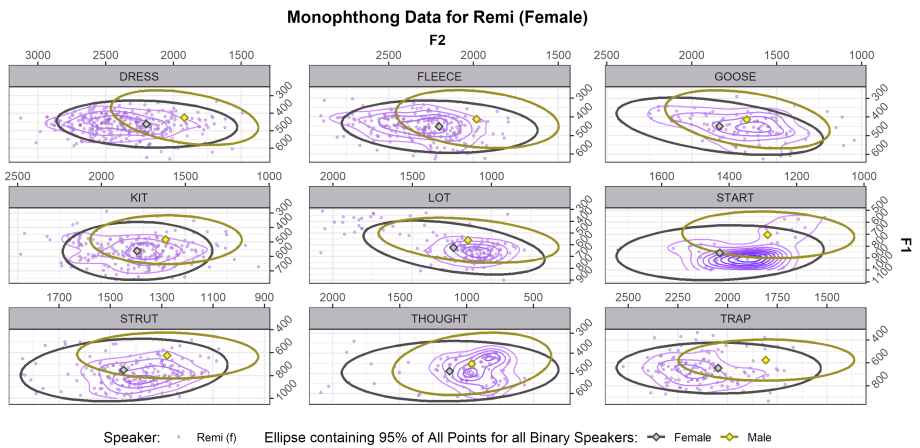 Monophthong Data for Remi (Female)
F2
3000 2500 2000 1500
2500 2000 1500
2500 2000 1500 1000
DRESS
FLEECE
GOOSE
300
400
500
600
300
400
500
600
300
400
500
600
2500 2000 1500 1000
2000 1500 1000
1600 1400 1200 1000
KIT
LOT
START
300
400
500
600
700
300
400
500
600
700
800
900
500
600
700
800
900
1000
1100
F1
1700 1500 1300 1100 900
2000 1500 1000 500
2500 2250 2000 1750 1500
STRUT
THOUGHT
TRAP
400
600
800
1000
300
400
500
600
400
600
800
Speaker: Remi (f) Ellipse containing 95% of All Points for all Binary Speakers: Female Male